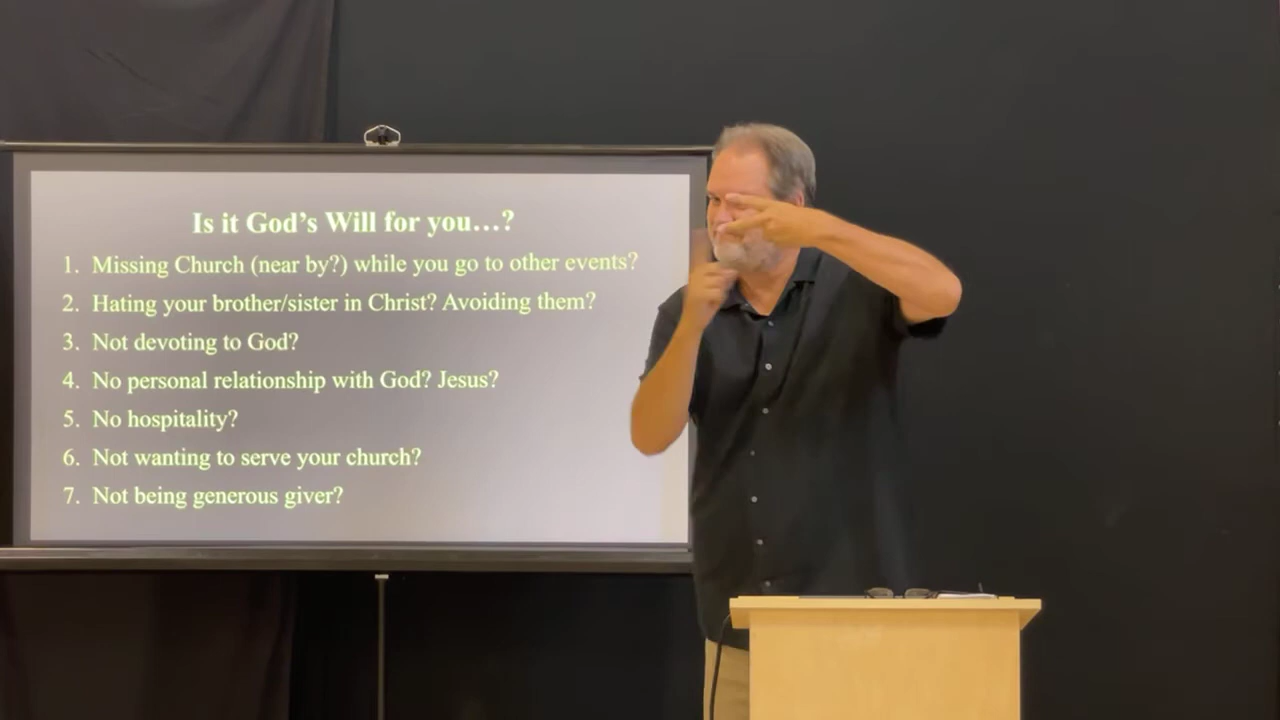 Is it God's Will for you…?
1. Missing Church (near by?) while you go to other events?
2. Hating your brother/sister in Christ? Avoiding them?
3. Not devoting to God?
4. No personal relationship with God? Jesus?
5. No hospitality?
6. Not wanting to serve your church?
7. Not being generous giver?